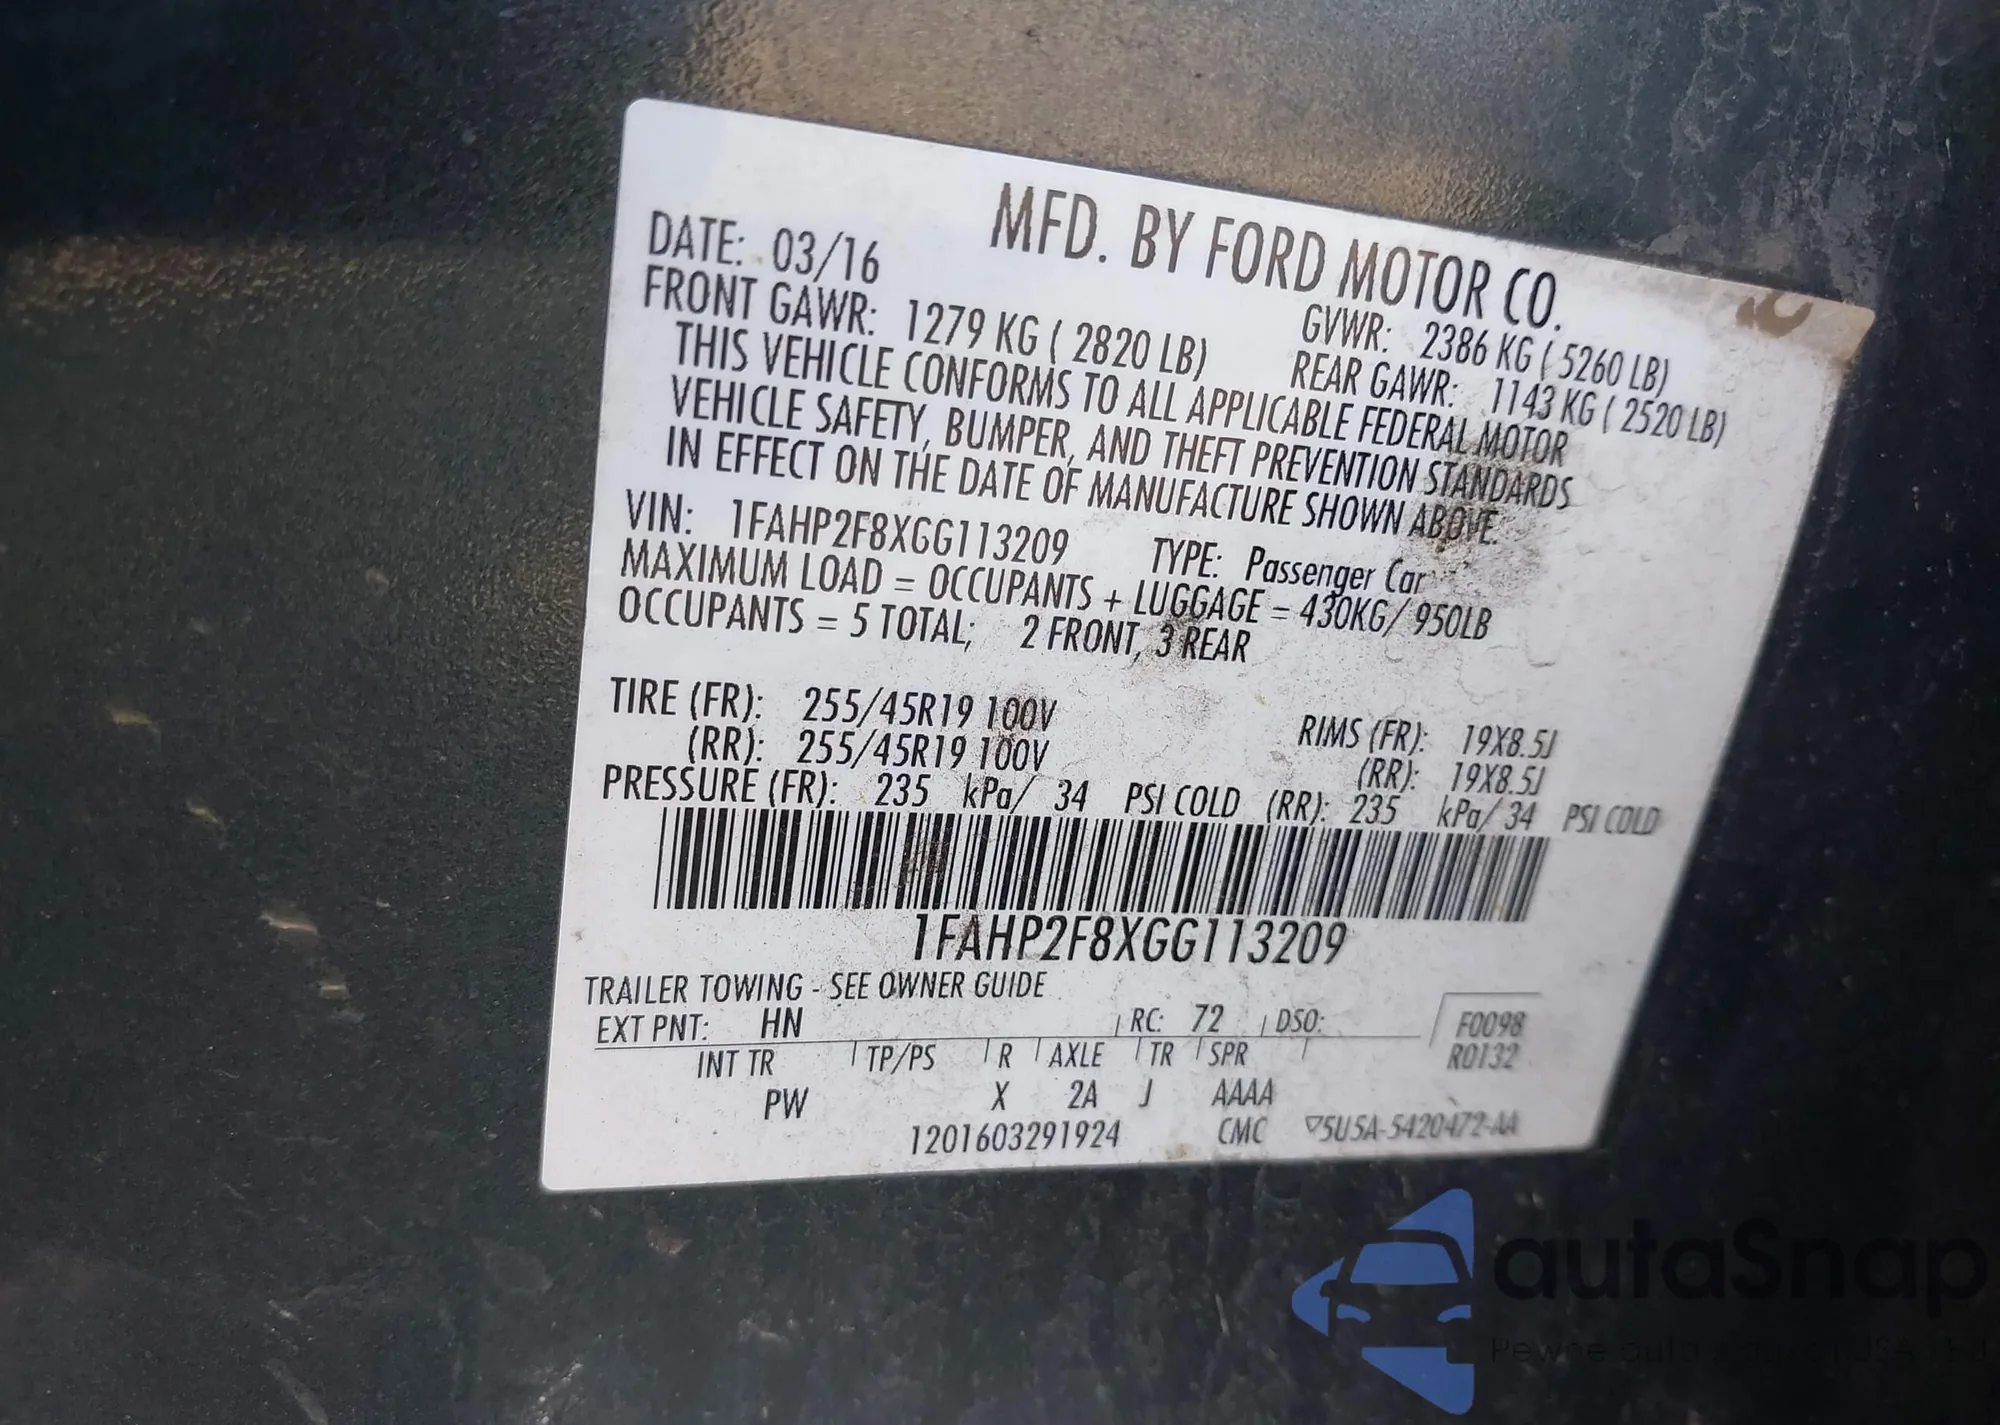 MFD. BY FORD MOTOR CO.
DATE: 03/16 GVWR: 2386 KG ( 5260 LB)
FRONT GAWR: 1279 KG ( 2820 LB) REAR GAWR: 1143 KG ( 2520 LB)
THIS VEHICLE CONFORMS TO ALL APPLICABLE FEDERAL MOTOR
VEHICLE SAFETY, BUMPER, AND THEFT PREVENTION STANDARDS
IN EFFECT ON THE DATE OF MANUFACTURE SHOWN ABOVE.
VIN: 1FAHP2F8XGG113209 TYPE: Passenger Car
MAXIMUM LOAD = OCCUPANTS + LUGGAGE = 430KG/ 950LB
OCCUPANTS = 5 TOTAL; 2 FRONT, 3 REAR
TIRE (FR): 255/45R19 100V RIMS (FR): 19X8.5J
(RR): 255/45R19 100V (RR): 19X8.5J
PRESSURE (FR): 235 kPa/ 34 PSI COLD (RR): 235 kPa/ 34 PSI COLD
1FAHP2F8XGG113209
TRAILER TOWING - SEE OWNER GUIDE
EXT PNT: HN RC: 72 DSO: F0098
INT TR TP/PS R AXLE TR SPR R0132
PW X 2A J AAAA
1201603291924 CMC ▽5U5A-5420472-AA
autaSnap
Pewne auta